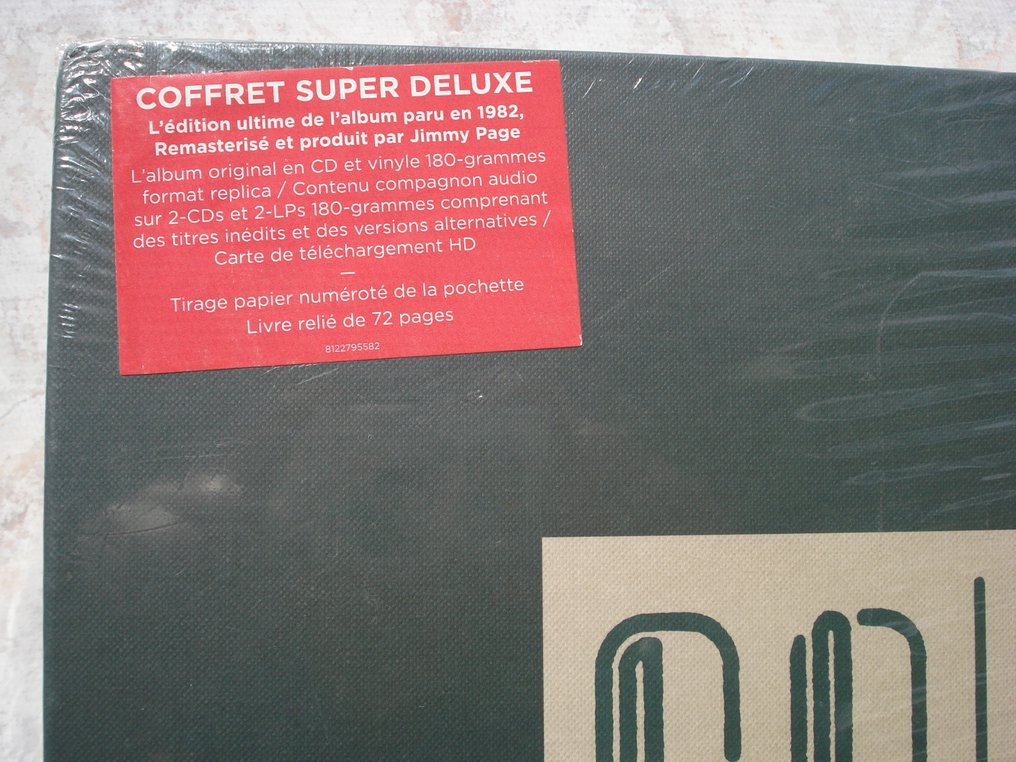 COFFRET SUPER DELUXE
L'édition ultime de l'album paru en 1982,
Remasterisé et produit par Jimmy Page
L'album original en CD et vinyle 180-grammes
format replica / Contenu compagnon audio
sur 2-CDs et 2-LPs 180-grammes comprenant
des titres inédits et des versions alternatives /
Carte de téléchargement HD
—
Tirage papier numéroté de la pochette
Livre relié de 72 pages
8122795582